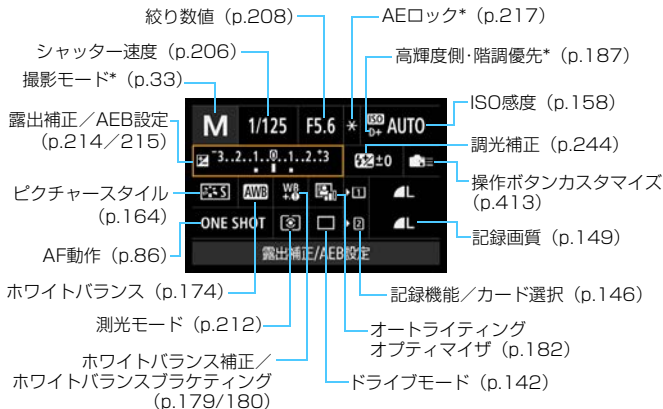 絞り数値（p.208）
AEロック*（p.217）
シャッター速度（p.206）
高輝度側･階調優先*（p.187）
撮影モード*（p.33）
ISO感度（p.158）
露出補正／AEB設定
（p.214／215）
調光補正（p.244）
操作ボタンカスタマイズ
（p.413）
ピクチャースタイル
（p.164）
記録画質（p.149）
AF動作（p.86）
ホワイトバランス（p.174）
記録機能／カード選択（p.146）
測光モード（p.212）
オートライティング
オプティマイザ（p.182）
ホワイトバランス補正／
ホワイトバランスブラケティング
（p.179/180）
ドライブモード（p.142）
M 1/125 F5.6 * ISO D+ AUTO
-3..2..1..0..1..2.:3 ±0
S AWB WB +/- 1 L
ONE SHOT 2 L
露出補正/AEB設定